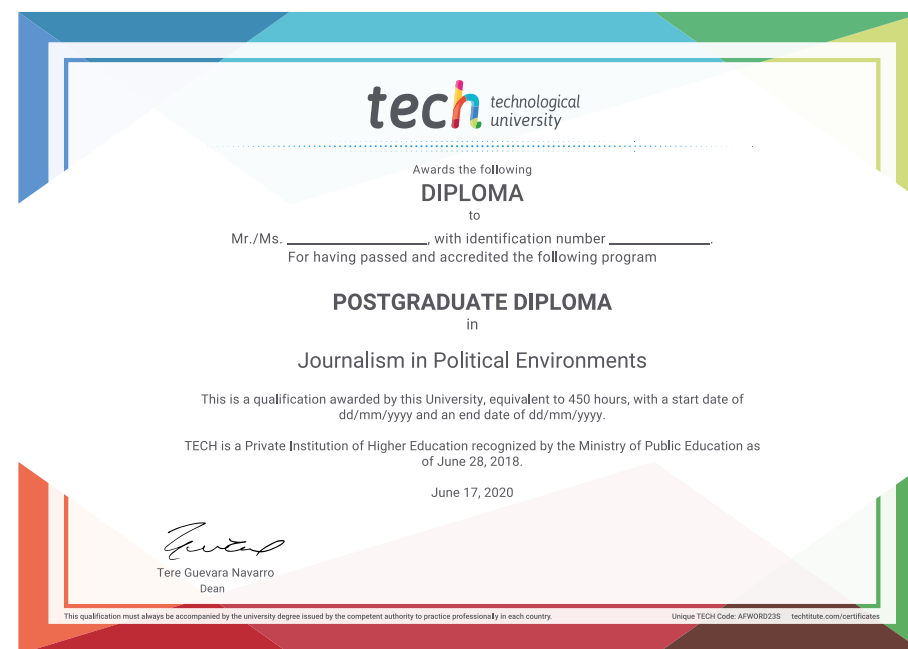 tech technological
university
Awards the following
DIPLOMA
to
Mr./Ms. ____________________, with identification number ______________.
For having passed and accredited the following program
POSTGRADUATE DIPLOMA
in
Journalism in Political Environments
This is a qualification awarded by this University, equivalent to 450 hours, with a start date of
dd/mm/yyyy and an end date of dd/mm/yyyy.
TECH is a Private Institution of Higher Education recognized by the Ministry of Public Education as
of June 28, 2018.
June 17, 2020
Tere Guevara Navarro
Dean
This qualification must always be accompanied by the university degree issued by the competent authority to practice professionally in each country. Unique TECH Code: AFWORD23S techtitute.com/certificates